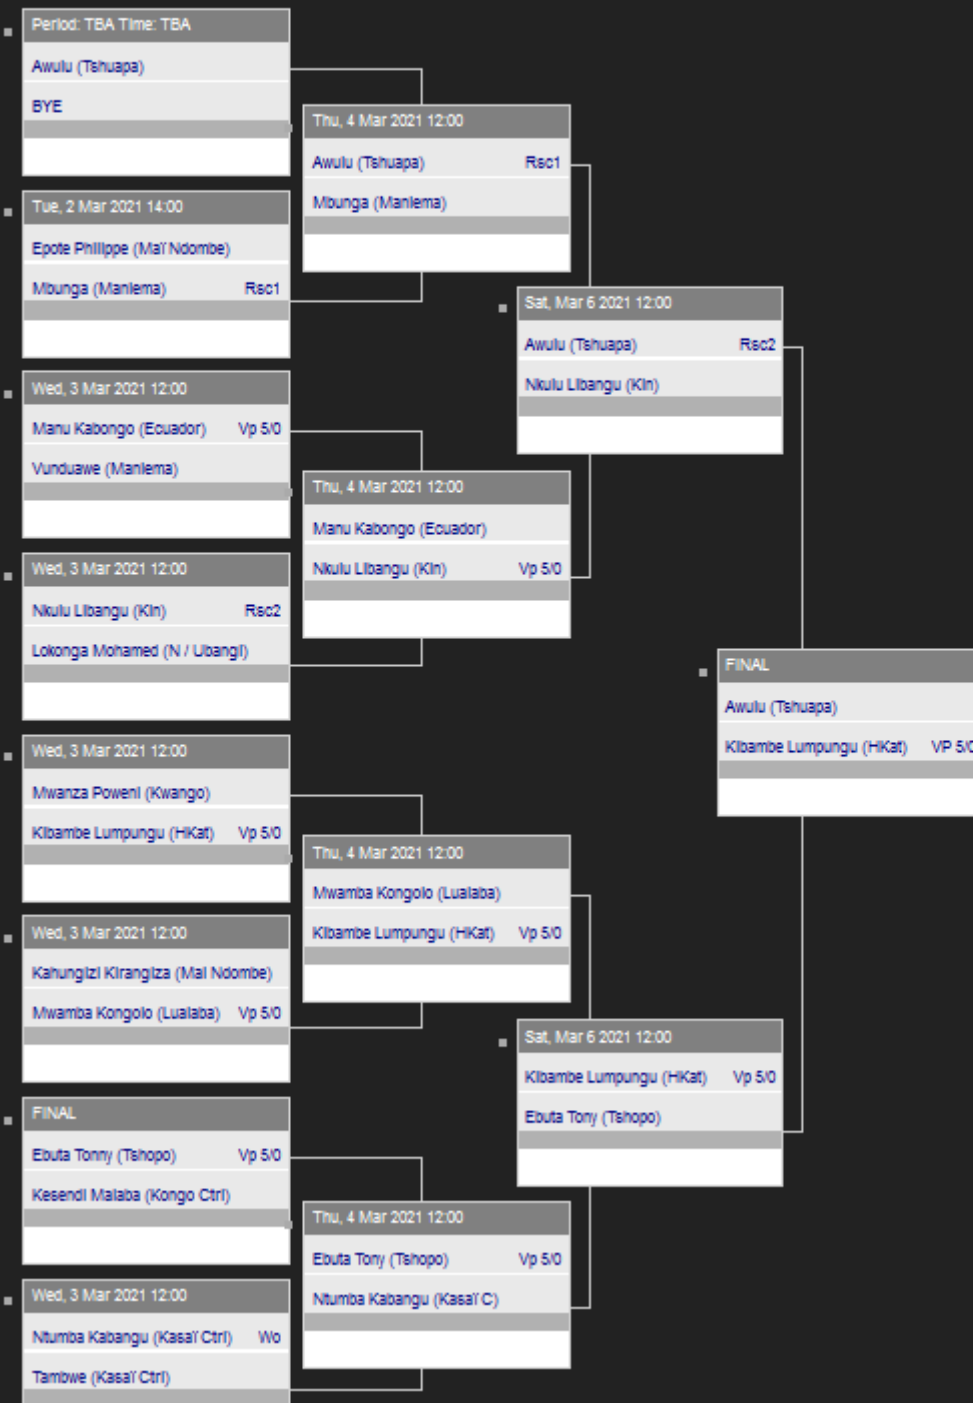 Period: TBA Time: TBA
Awulu (Tshuapa)
BYE
Tue, 2 Mar 2021 14:00
Epote Philippe (Maï Ndombe)
Mbunga (Maniema) Rsc1
Wed, 3 Mar 2021 12:00
Manu Kabongo (Ecuador) Vp 5/0
Vunduawe (Maniema)
Wed, 3 Mar 2021 12:00
Nkulu Libangu (Kin) Rsc2
Lokonga Mohamed (N / Ubangi)
Wed, 3 Mar 2021 12:00
Mwanza Poweni (Kwango)
Kibambe Lumpungu (HKat) Vp 5/0
Wed, 3 Mar 2021 12:00
Kahungizi Kirangiza (Mai Ndombe)
Mwamba Kongolo (Lualaba) Vp 5/0
FINAL
Ebuta Tonny (Tshopo) Vp 5/0
Kesendi Malaba (Kongo Ctrl)
Wed, 3 Mar 2021 12:00
Ntumba Kabangu (Kasaï Ctrl) Wo
Tambwe (Kasaï Ctrl)
Thu, 4 Mar 2021 12:00
Awulu (Tshuapa) Rsc1
Mbunga (Maniema)
Thu, 4 Mar 2021 12:00
Manu Kabongo (Ecuador)
Nkulu Libangu (Kin) Vp 5/0
Thu, 4 Mar 2021 12:00
Mwamba Kongolo (Lualaba)
Kibambe Lumpungu (HKat) Vp 5/0
Thu, 4 Mar 2021 12:00
Ebuta Tony (Tshopo) Vp 5/0
Ntumba Kabangu (Kasaï C)
Sat, Mar 6 2021 12:00
Awulu (Tshuapa) Rsc2
Nkulu Libangu (Kin)
Sat, Mar 6 2021 12:00
Kibambe Lumpungu (HKat) Vp 5/0
Ebuta Tony (Tshopo)
FINAL
Awulu (Tshuapa)
Kibambe Lumpungu (HKat) VP 5/0